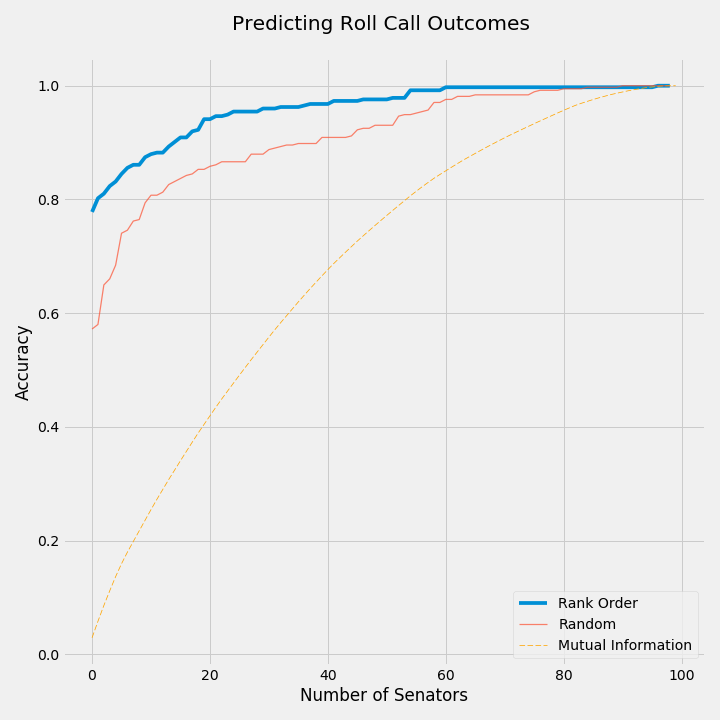 Predicting Roll Call Outcomes
1.0
0.8
0.6
0.4
0.2
0.0
Accuracy
0 20 40 60 80 100
Number of Senators
Rank Order
Random
Mutual Information